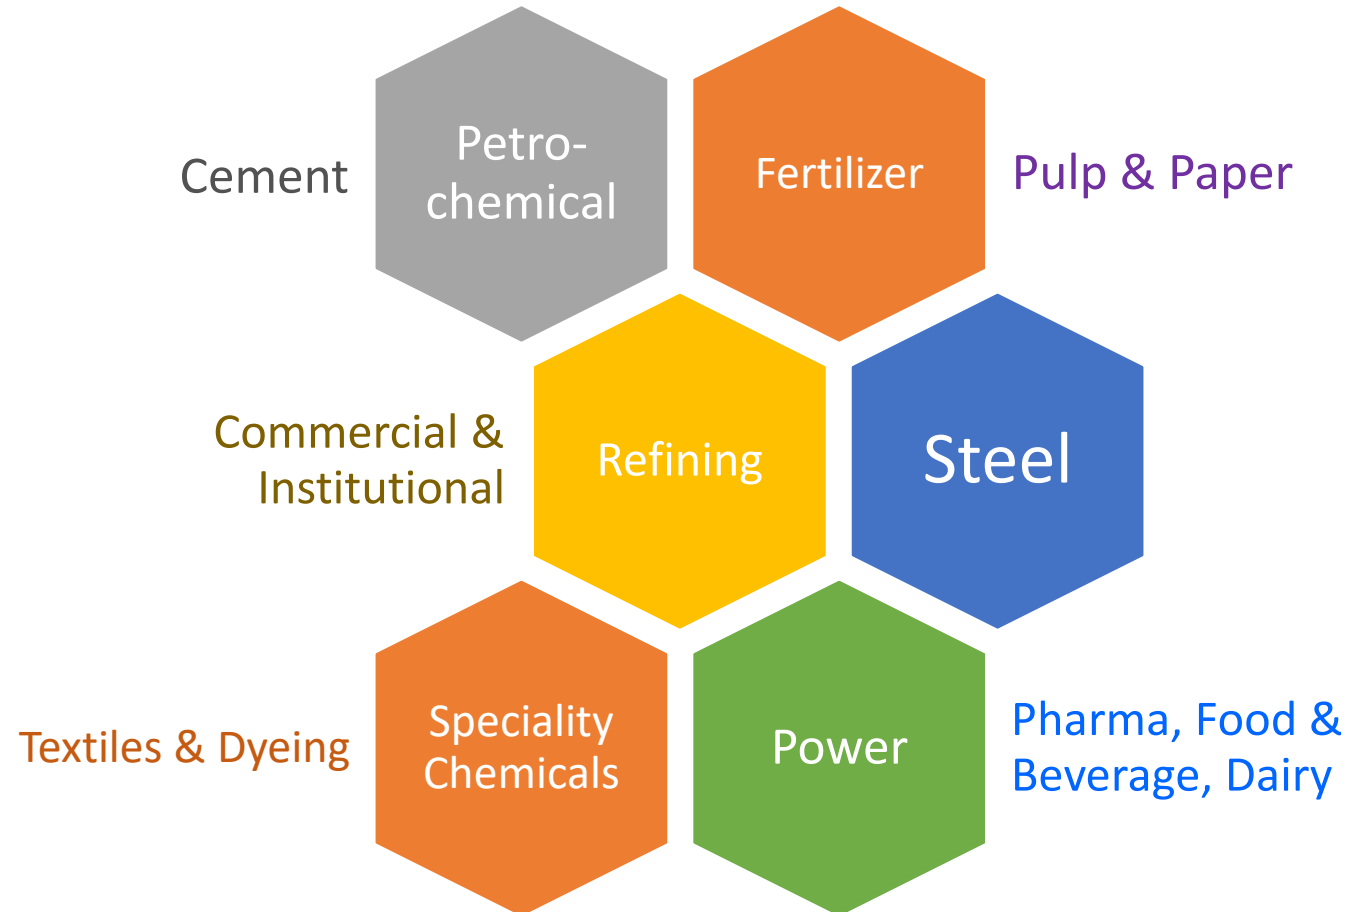 Cement
Petro-
chemical
Fertilizer
Pulp & Paper
Commercial &
Institutional
Refining
Steel
Textiles & Dyeing
Speciality
Chemicals
Power
Pharma, Food &
Beverage, Dairy